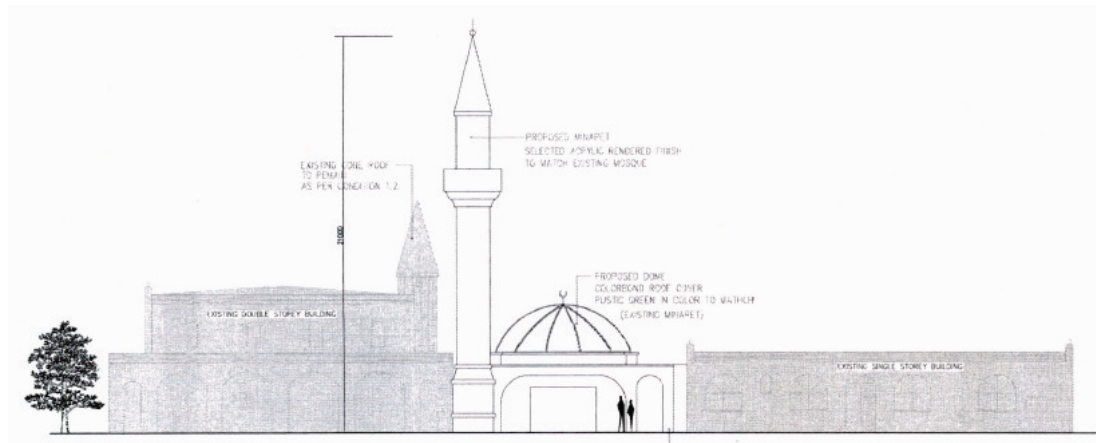 PROPOSED MINARET
SELECTED ACRYLIC RENDERED FINISH
TO MATCH EXISTING MOSQUE
EXISTING CONE ROOF
TO REMAIN
AS PER CONDITION 1.2.
21000
PROPOSED DOME
COLORBOND ROOF COVER
RUSTIC GREEN IN COLOR TO MATHCH
(EXISTING MINARET)
EXISTING DOUBLE STOREY BUILDING
EXISTING SINGLE STOREY BUILDING